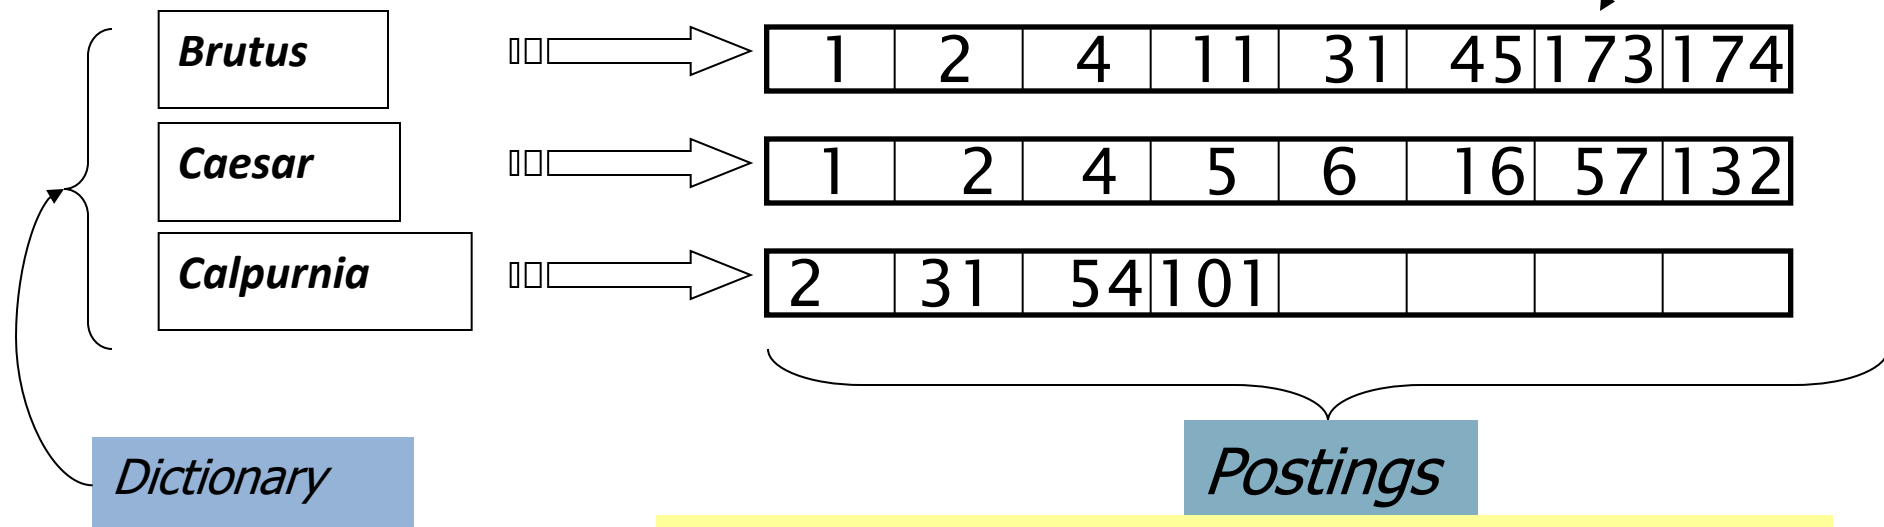 Brutus 1 2 4 11 31 45 173 174
Caesar 1 2 4 5 6 16 57 132
Calpurnia 2 31 54 101
Dictionary Postings